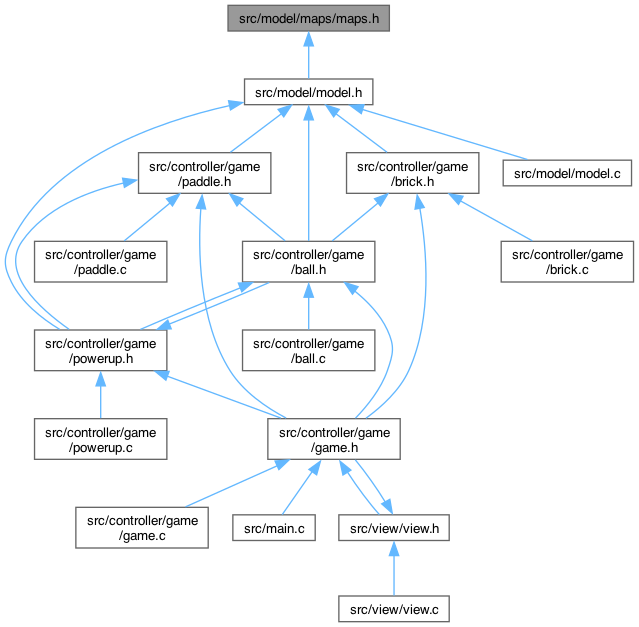 src/model/maps/maps.h
src/model/model.h
src/controller/game
/paddle.h
src/controller/game
/brick.h
src/model/model.c
src/controller/game
/paddle.c
src/controller/game
/ball.h
src/controller/game
/brick.c
src/controller/game
/powerup.h
src/controller/game
/ball.c
src/controller/game
/powerup.c
src/controller/game
/game.h
src/controller/game
/game.c
src/main.c
src/view/view.h
src/view/view.c